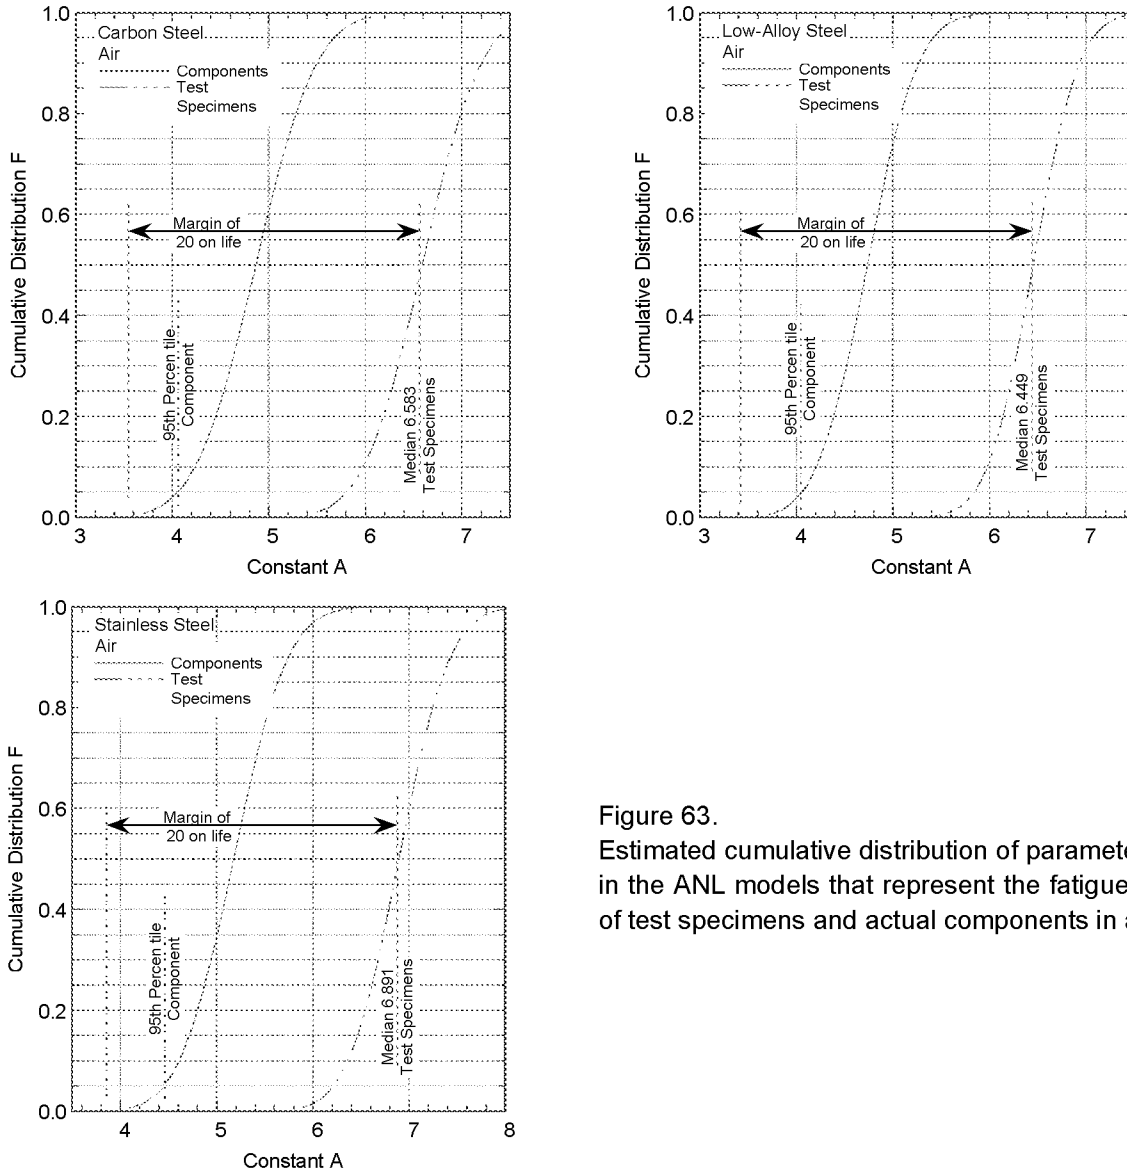 Carbon Steel
Air
Components
Test
Specimens
Margin of
20 on life
95th Percen tile
Component
Median 6.583
Test Specimens
Cumulative Distribution F
1.0
0.8
0.6
0.4
0.2
0.0
3
4
5
6
7
Constant A
Low-Alloy Steel
Air
Components
Test
Specimens
Margin of
20 on life
95th Percen tile
Component
Median 6.449
Test Specimens
Cumulative Distribution F
1.0
0.8
0.6
0.4
0.2
0.0
3
4
5
6
7
Constant A
Stainless Steel
Air
Components
Test
Specimens
Margin of
20 on life
95th Percen tile
Component
Median 6.891
Test Specimens
Cumulative Distribution F
1.0
0.8
0.6
0.4
0.2
0.0
4
5
6
7
8
Constant A
Figure 63.
Estimated cumulative distribution of paramete
in the ANL models that represent the fatigue
of test specimens and actual components in a